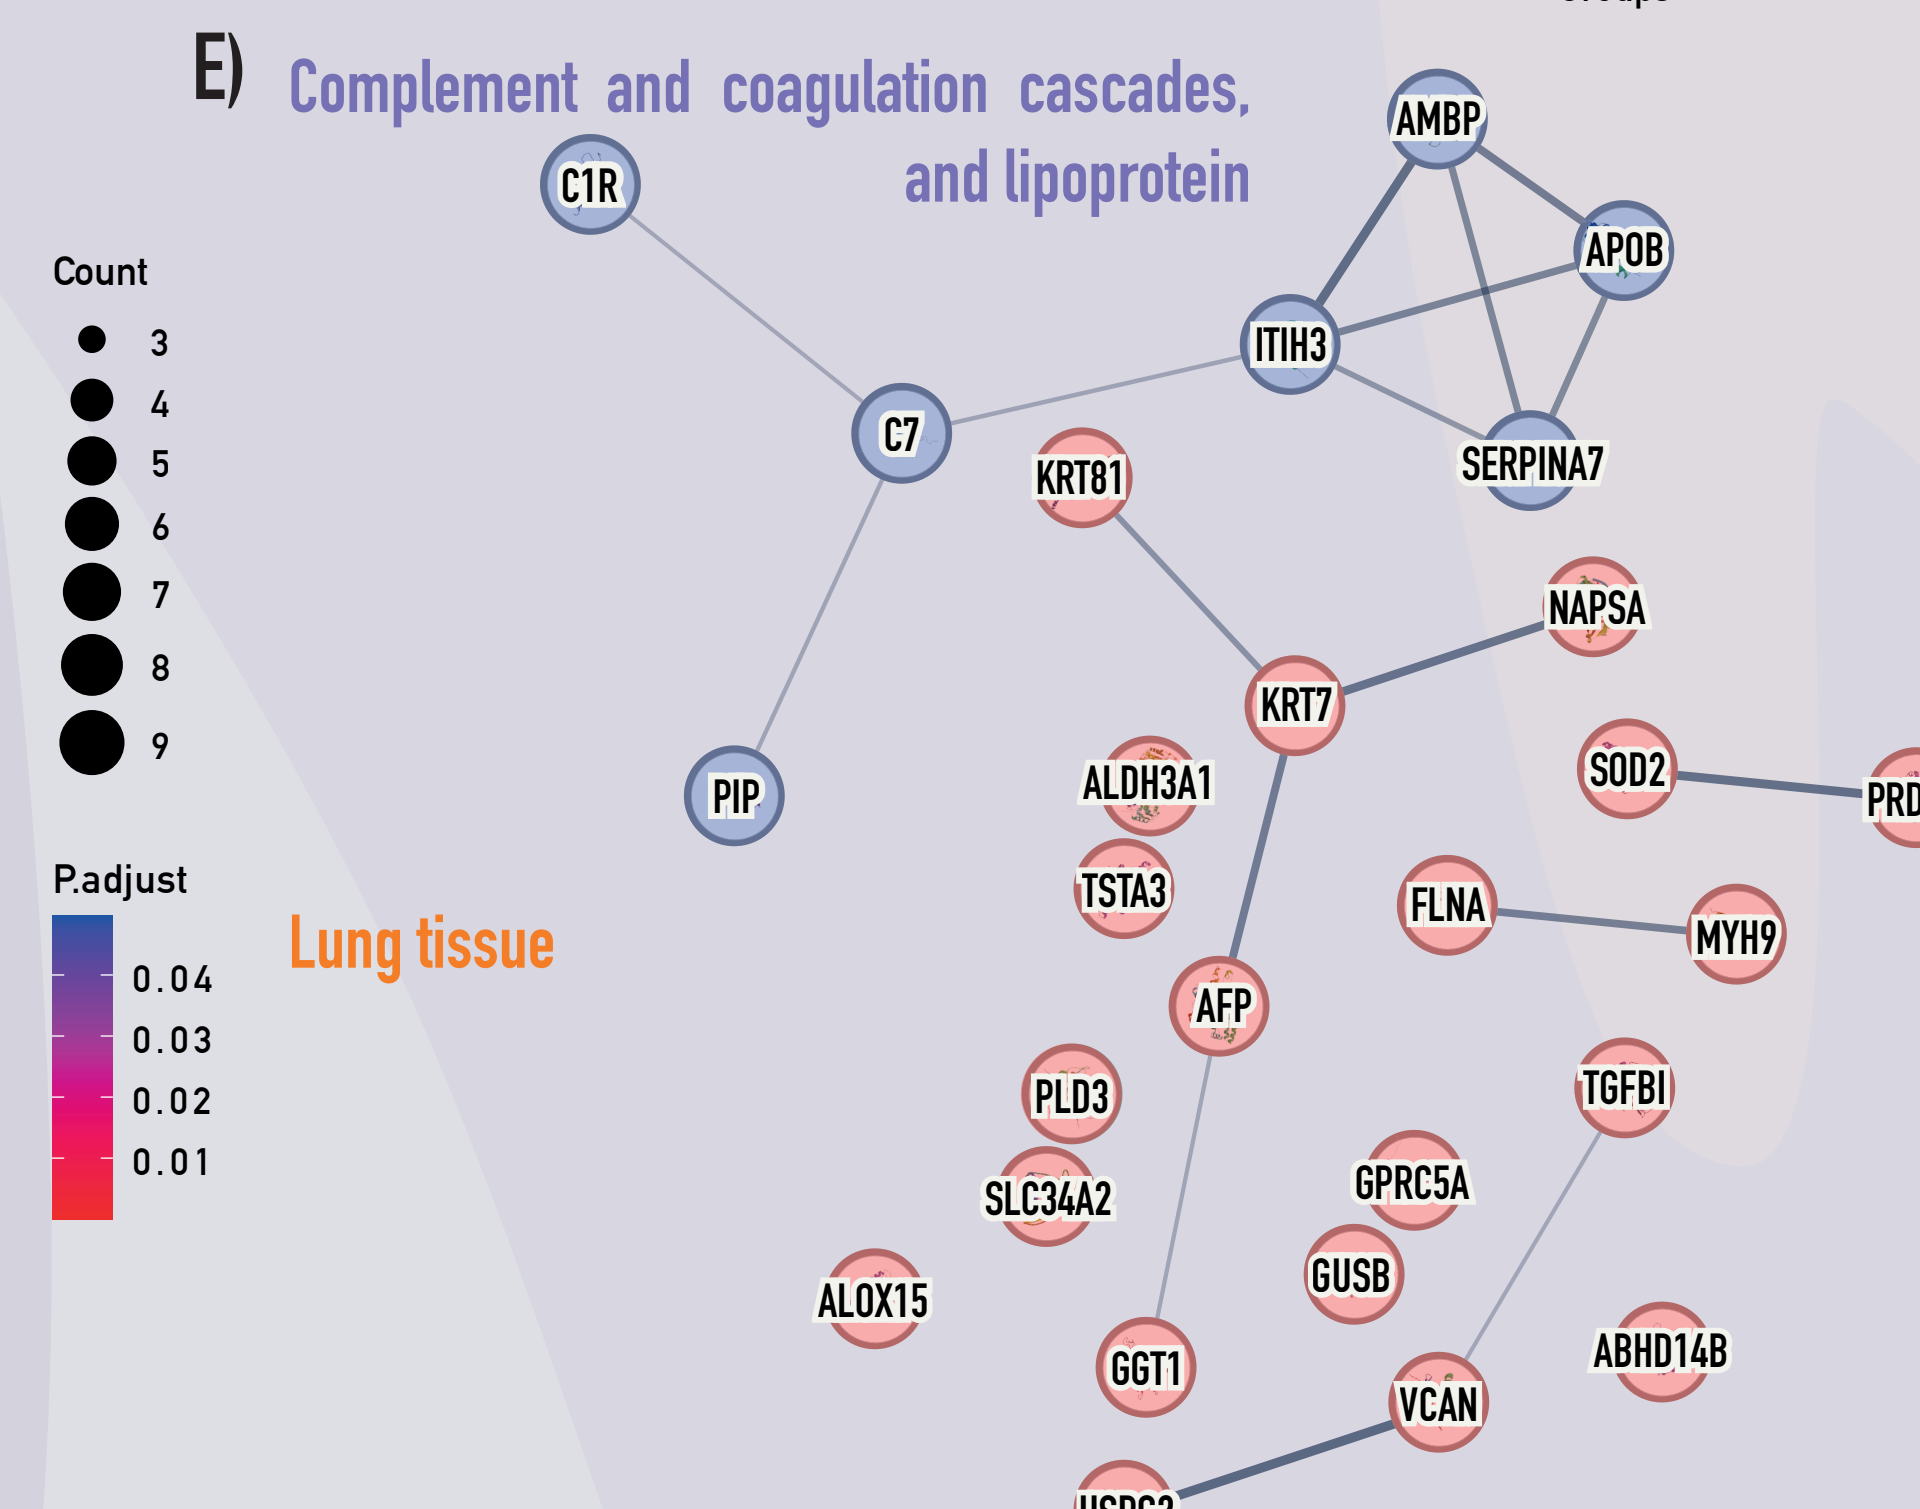 E)
Complement and coagulation cascades,
and lipoprotein
AMBP
C1R
APOB
Count
3
4
5
6
7
8
9
ITIH3
C7
KRT81
SERPINA7
NAPSA
KRT7
SOD2
ALDH3A1
PIP
TSTA3
FLNA
MYH9
P.adjust
0.04
0.03
0.02
0.01
Lung tissue
AFP
PLD3
TGFBI
SLC34A2
GPRC5A
GUSB
ALOX15
GGT1
ABHD14B
VCAN